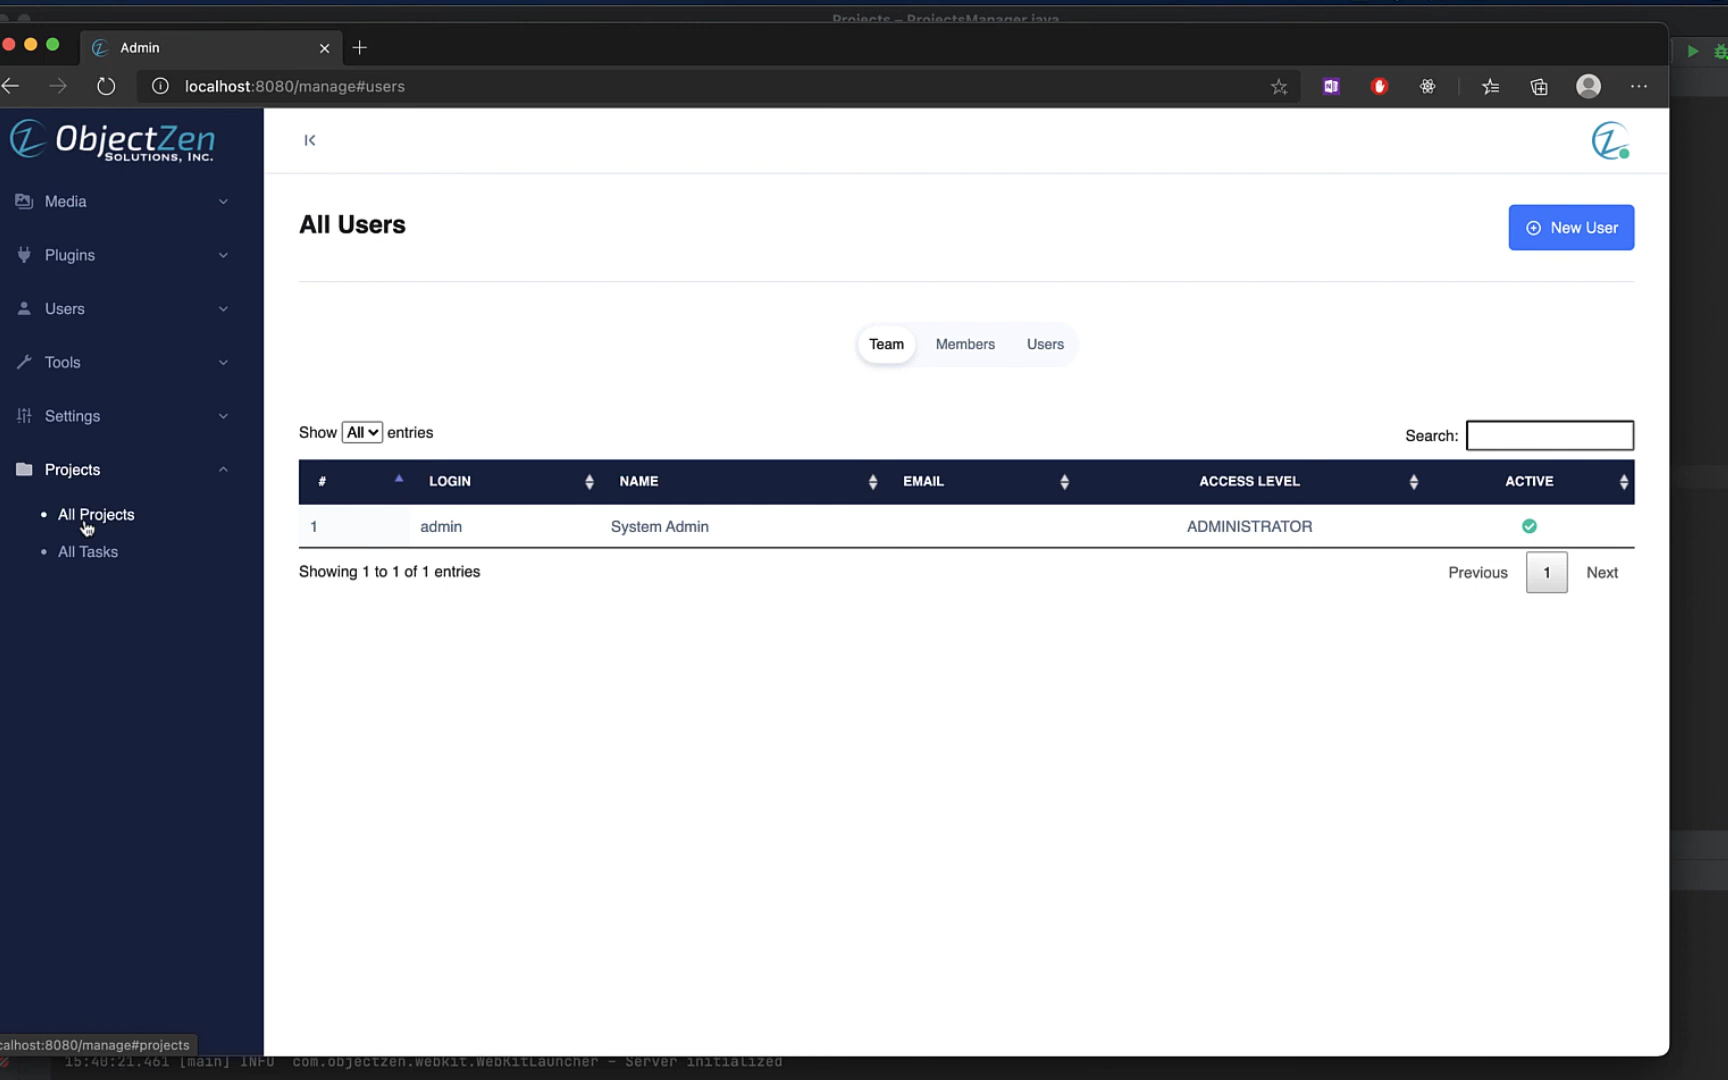 Projects – ProjectsManager.java
Admin
localhost:8080/manage#users
ObjectZen
SOLUTIONS, INC.
Media
Plugins
Users
Tools
Settings
Projects
All Projects
All Tasks
All Users
New User
Team Members Users
Show All entries
Search:
# LOGIN NAME EMAIL ACCESS LEVEL ACTIVE
1 admin System Admin ADMINISTRATOR
Showing 1 to 1 of 1 entries
Previous 1 Next
calhost:8080/manage#projects
15:40:21.461 [main] INFO com.objectzen.webkit.WebKitLauncher – Server initialized